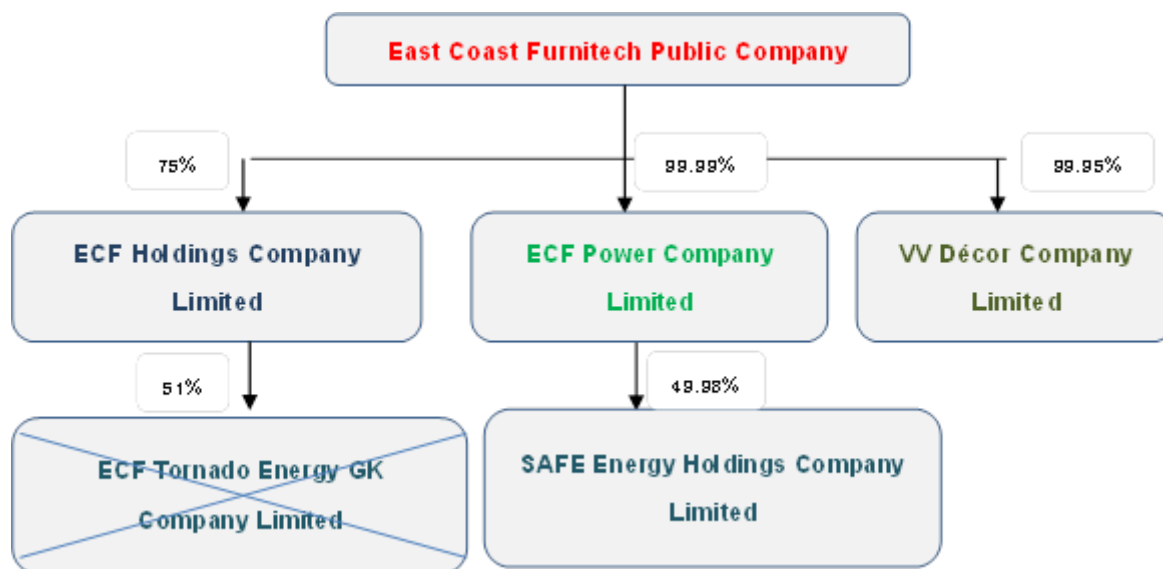 East Coast Furnitech Public Company
75%
99.99%
99.95%
ECF Holdings Company
Limited
ECF Power Company
Limited
VV Décor Company
Limited
51%
49.98%
ECF Tornado Energy GK
Company Limited
SAFE Energy Holdings Company
Limited